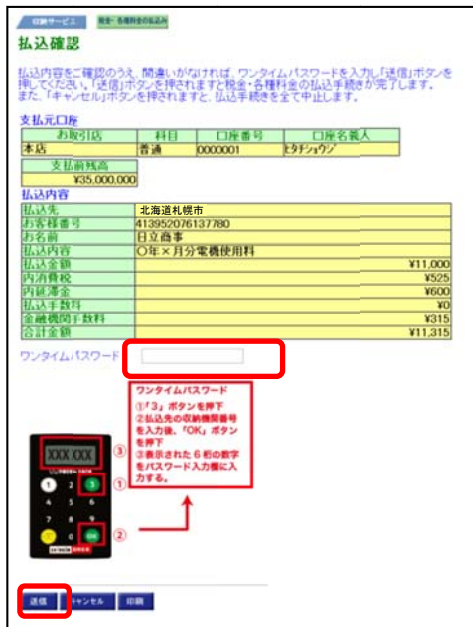 印刷サービス 税金・各種料金の払込み
払込確認
払込内容をご確認のうえ、間違いがなければ、ワンタイムパスワードを入力し「送信」ボタンを
押してください。「送信」ボタンを押されますと税金・各種料金の払込手続きが完了します。
また、「キャンセル」ボタンを押されますと、払込手続きを全て中止します。
支払元口座
お取引店 科目 口座番号 口座名義人
本店 普通 0000001 ヒタチショウジ
支払前残高
¥35,000,000
払込内容
払込先 北海道札幌市
お客様番号 413952076137780
お名前 日立商事
払込内容 〇年×月分電機使用料
払込金額 ¥11,000
内消費税 ¥525
内延滞金 ¥600
払込手数料 ¥0
金融機関手数料 ¥315
合計金額 ¥11,315
ワンタイムパスワード
ワンタイムパスワード
①「3」ボタンを押下
②払込先の収納機関番号
を入力後、「OK」ボタン
を押下
③表示された 6 桁の数字
をパスワード入力欄に入
力する。
XXX XXX ③
1 2 3 ①
4 5 6
7 8 9
0 OK ②
送信 キャンセル 印刷